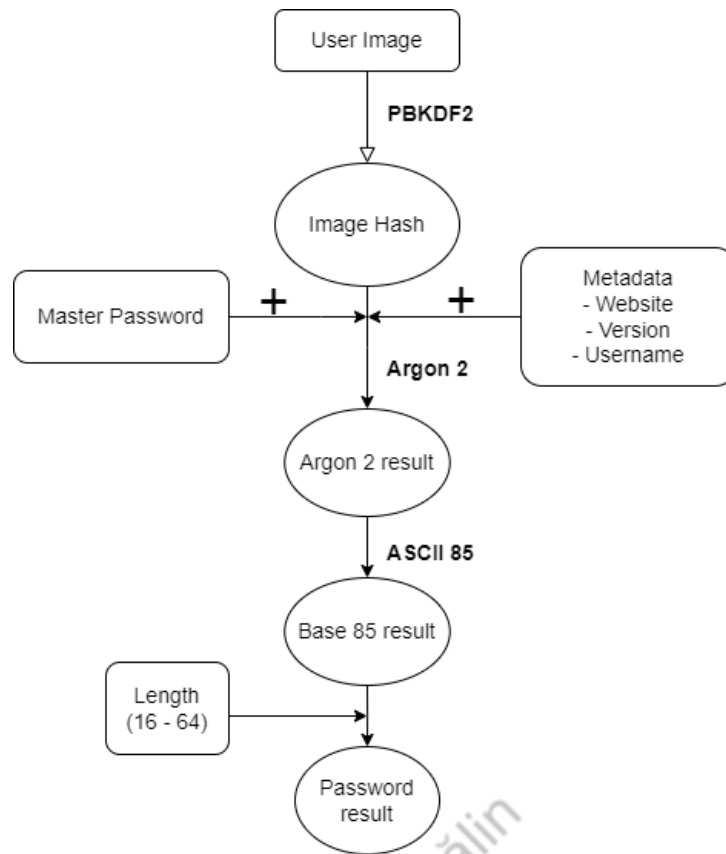 User Image
PBKDF2
Image Hash
+
+
Master Password
Metadata
- Website
- Version
- Username
Argon 2
Argon 2 result
ASCII 85
Base 85 result
Length
(16 - 64)
Password
result